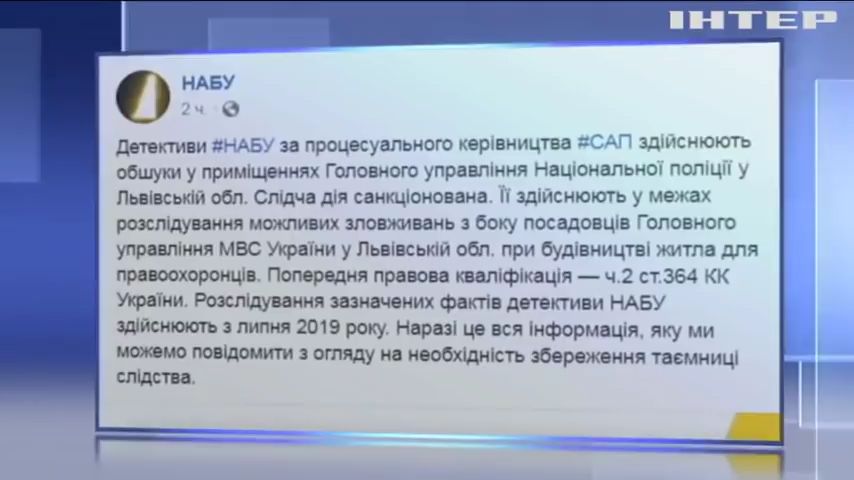 ІНТЕР
НАБУ
2 ч. ·
Детективи #НАБУ за процесуального керівництва #САП здійснюють
обшуки у приміщеннях Головного управління Національної поліції у
Львівській обл. Слідча дія санкціонована. Її здійснюють у межах
розслідування можливих зловживань з боку посадовців Головного
управління МВС України у Львівській обл. при будівництві житла для
правоохоронців. Попередня правова кваліфікація — ч.2 ст.364 КК
України. Розслідування зазначених фактів детективи НАБУ
здійснюють з липня 2019 року. Наразі це вся інформація, яку ми
можемо повідомити з огляду на необхідність збереження таємниці
слідства.